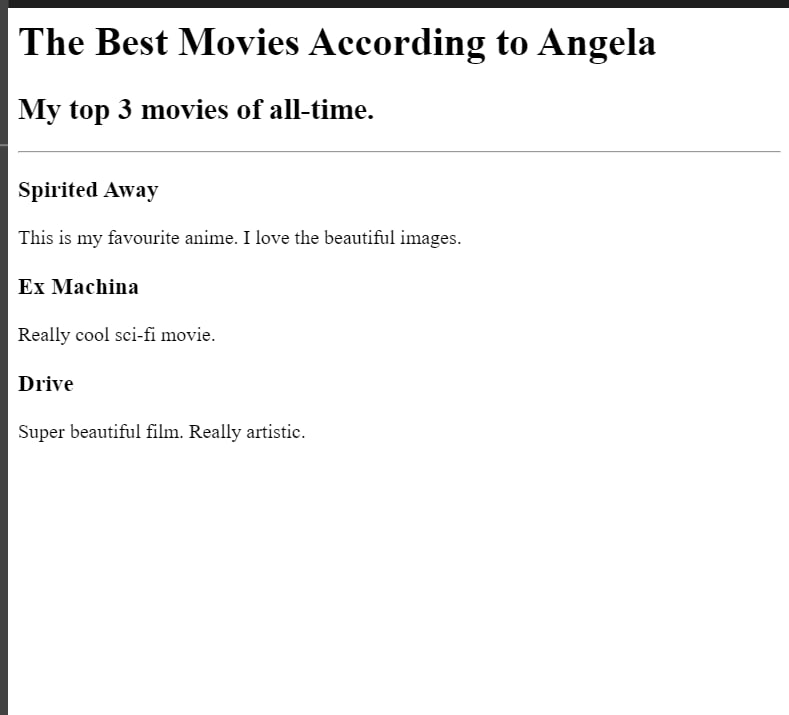 The Best Movies According to Angela
My top 3 movies of all-time.
Spirited Away
This is my favourite anime. I love the beautiful images.
Ex Machina
Really cool sci-fi movie.
Drive
Super beautiful film. Really artistic.